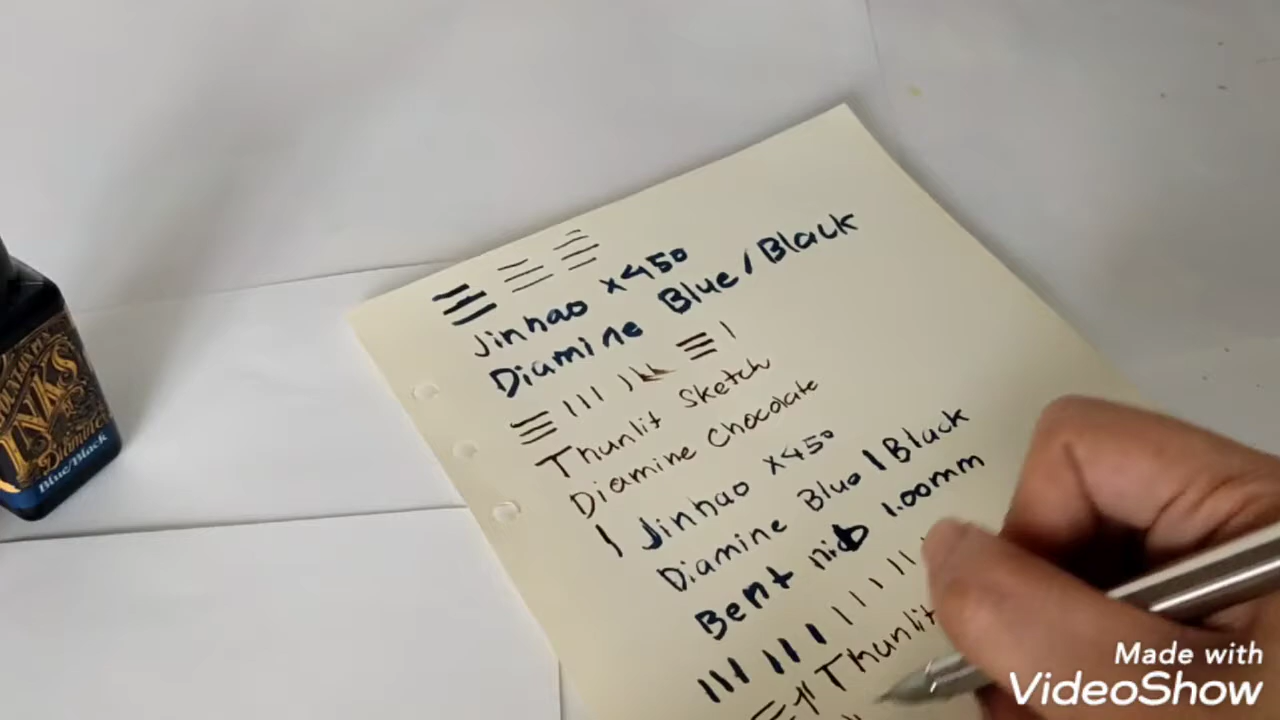 Jinhao x450
Diamine Blue/Black
Thunlit Sketch
Diamine Chocolate
Jinhao x450
Diamine Blue/Black
Bent nib 1.00mm
Thunlit
INKS
Diamine
Blue/Black
Made with
VideoShow